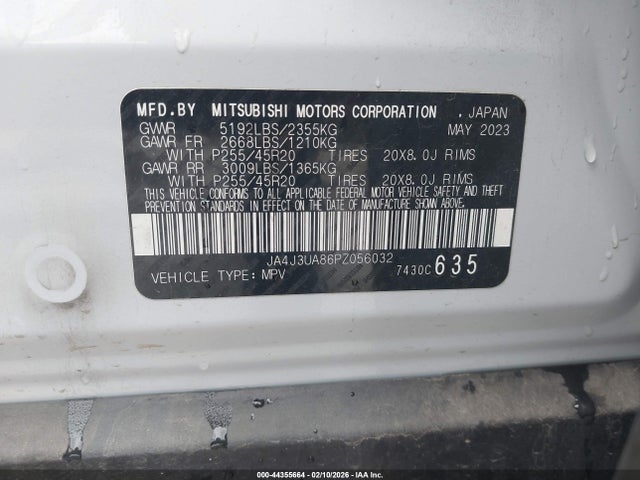 MFD.BY MITSUBISHI MOTORS CORPORATION , JAPAN
GVWR 5192LBS/2355KG MAY 2023
GAWR FR 2668LBS/1210KG
WITH P255/45R20 TIRES 20X8.0J RIMS
GAWR RR 3009LBS/1365KG
WITH P255/45R20 TIRES 20X8.0J RIMS
THIS VEHICLE CONFORMS TO ALL APPLICABLE FEDERAL MOTOR VEHICLE SAFETY AND THEFT
PREVENTION STANDARDS IN EFFECT ON THE DATE OF MANUFACTURE SHOWN ABOVE.
JA4J3UA86PZ056032
VEHICLE TYPE: MPV 7430C 635
000-44355664 - 02/10/2026 - © IAA Inc.